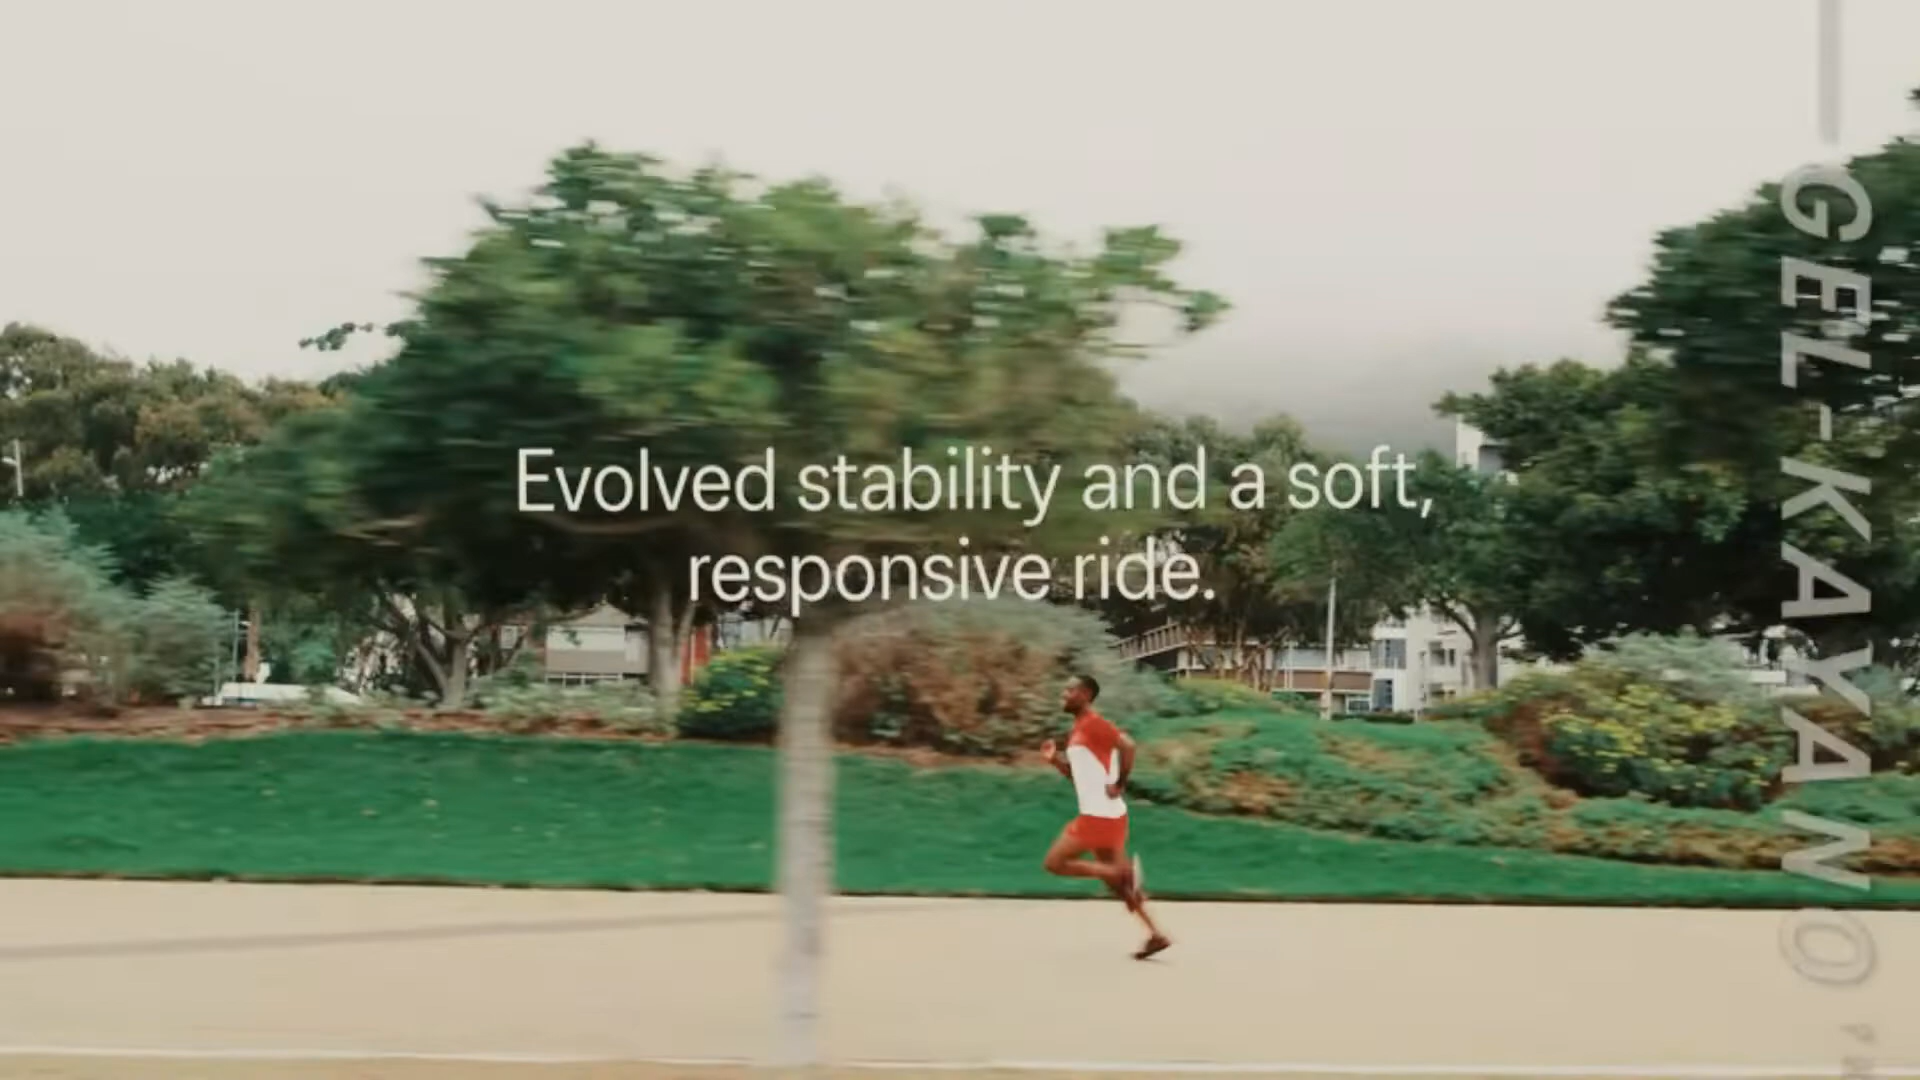 Evolved stability and a soft,
responsive ride.
GEL-KAYANO